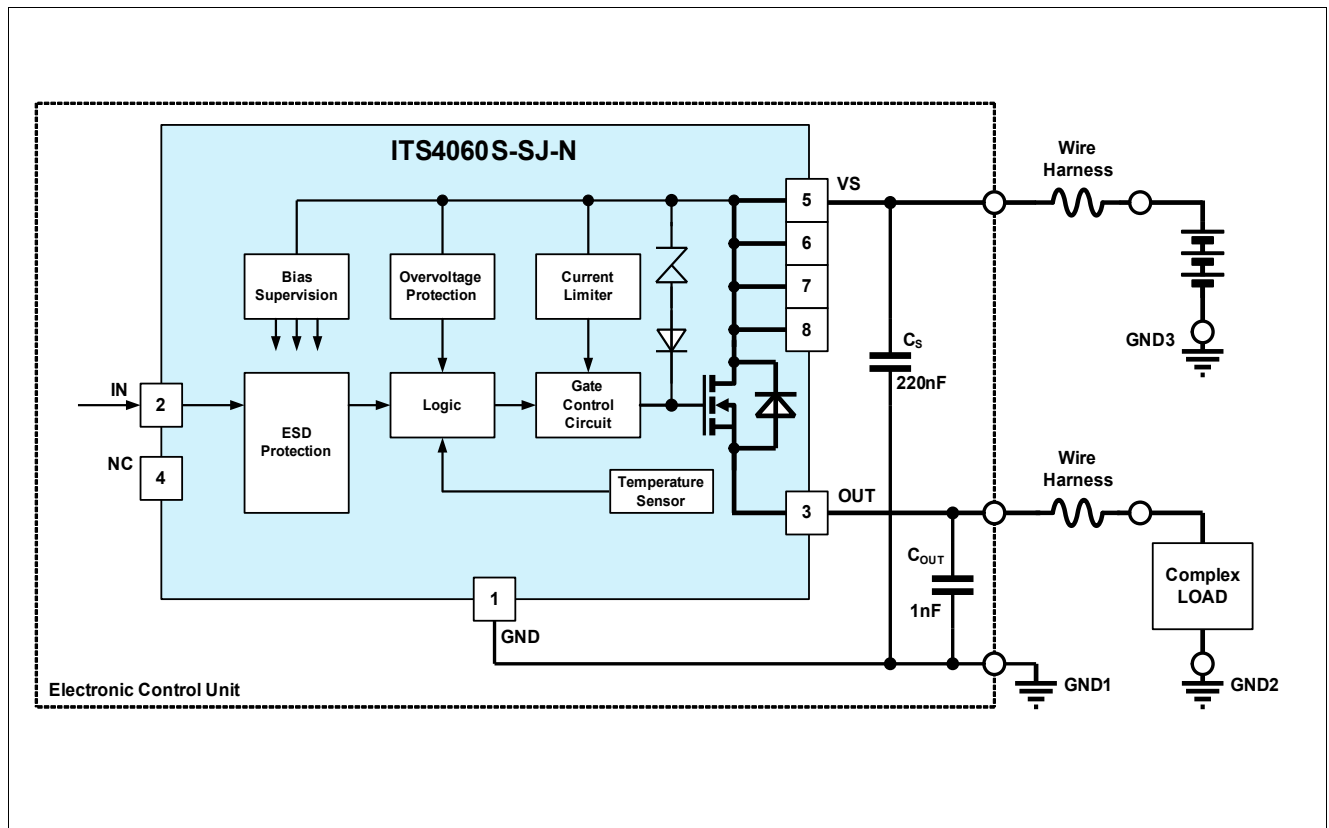 ITS4060S-SJ-N
Wire
Harness
VS
5
6
7
8
Bias
Supervision
Overvoltage
Protection
Current
Limiter
CS
220nF
GND3
IN
2
NC
4
ESD
Protection
Logic
Gate
Control
Circuit
Temperature
Sensor
3
OUT
Wire
Harness
COUT
1nF
Complex
LOAD
1
GND
Electronic Control Unit
GND1
GND2